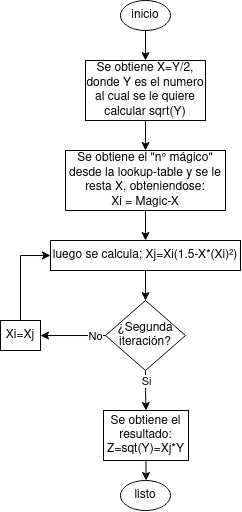 inicio
Se obtiene X=Y/2,
donde Y es el numero
al cual se le quiere
calcular sqrt(Y)
Se obtiene el "nº mágico"
desde la lookup-table y se le
resta X, obteniendose:
Xi = Magic-X
luego se calcula; Xj=Xi(1.5-X*(Xi)²)
¿Segunda
iteración?
No
Xi=Xj
Si
Se obtiene el
resultado:
Z=sqt(Y)=Xj*Y
listo